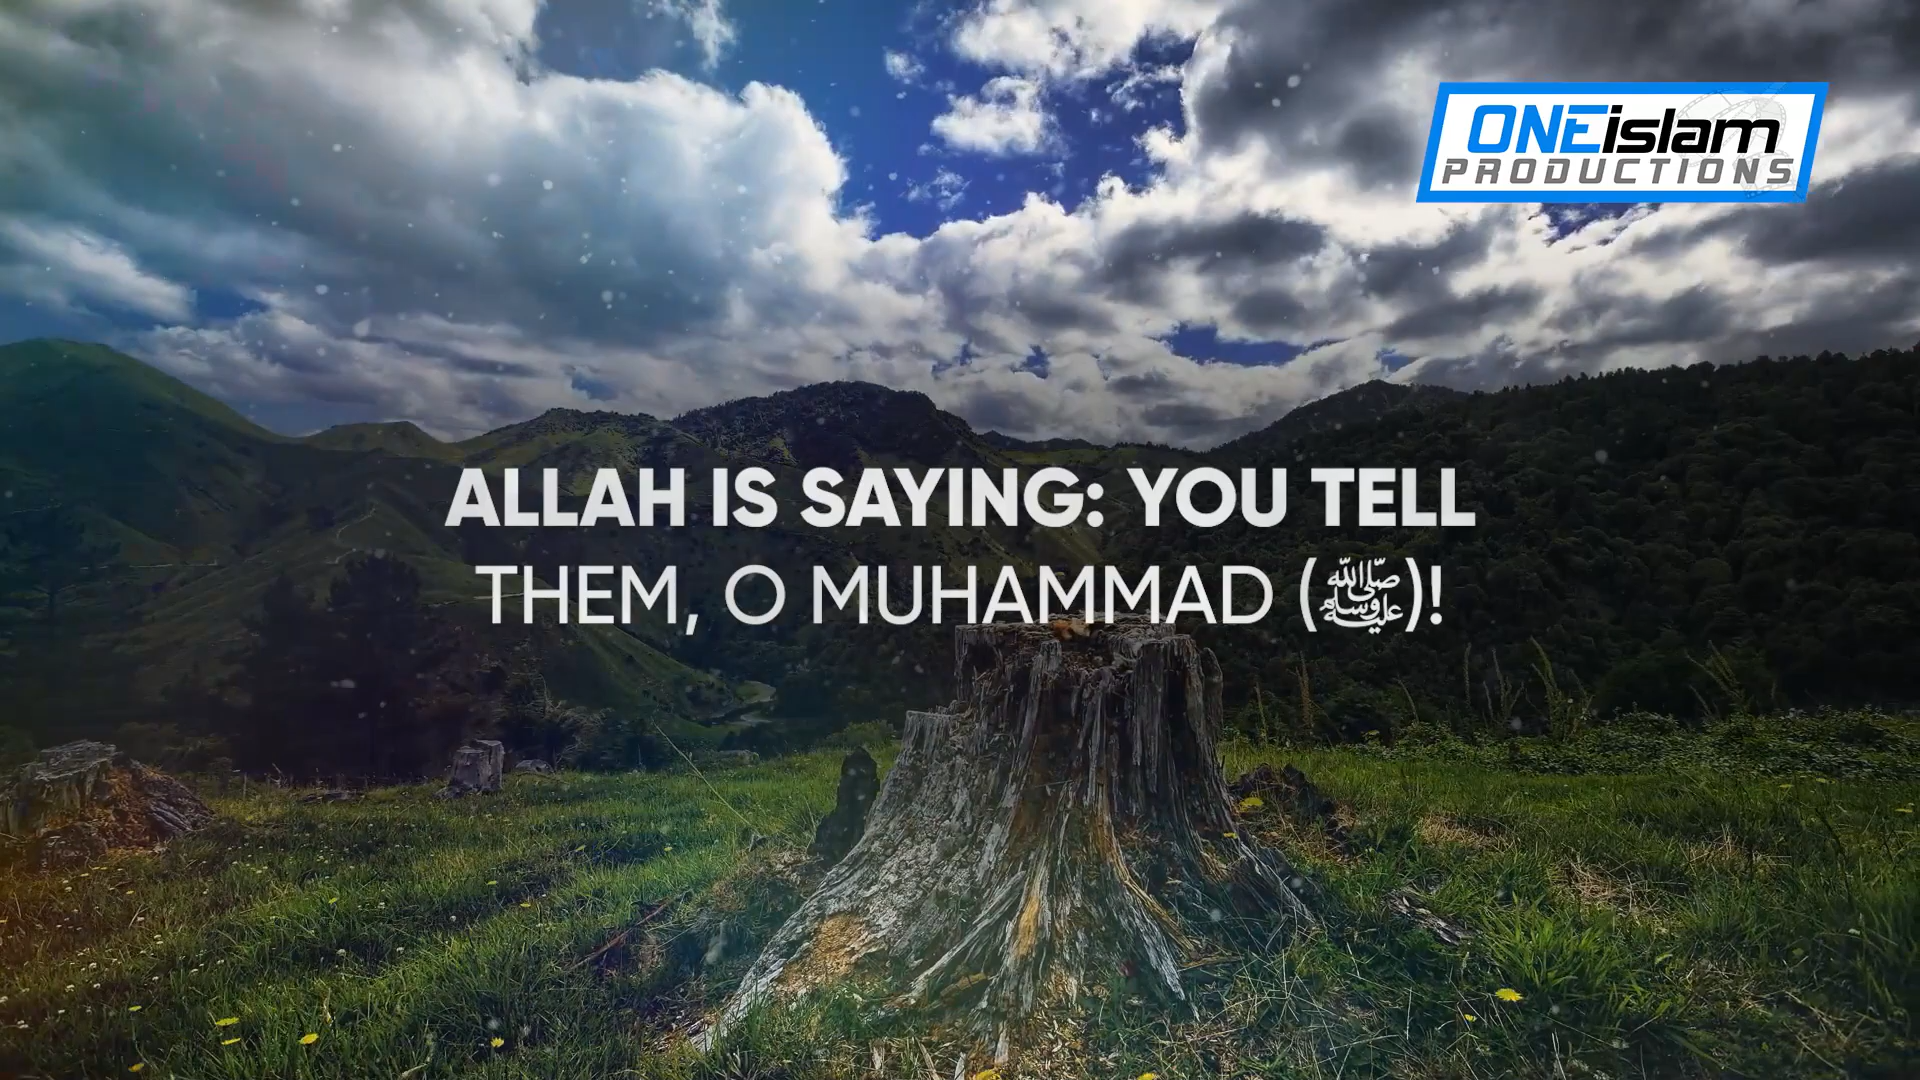 ONEislam
PRODUCTIONS
ALLAH IS SAYING: YOU TELL
THEM, O MUHAMMAD (ﷺ)!